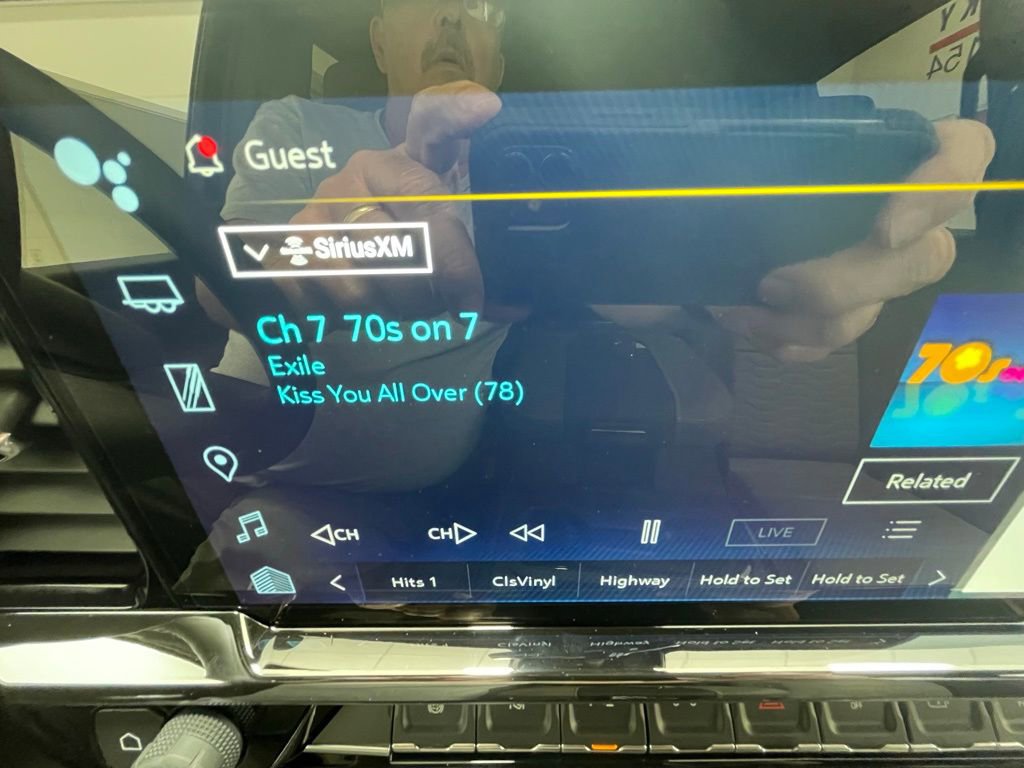 Guest
SiriusXM
Ch 7 70s on 7
Exile
Kiss You All Over (78)
70s
Related
CH
CH
LIVE
Hits 1
ClsVinyl
Highway
Hold to Set
Hold to Set